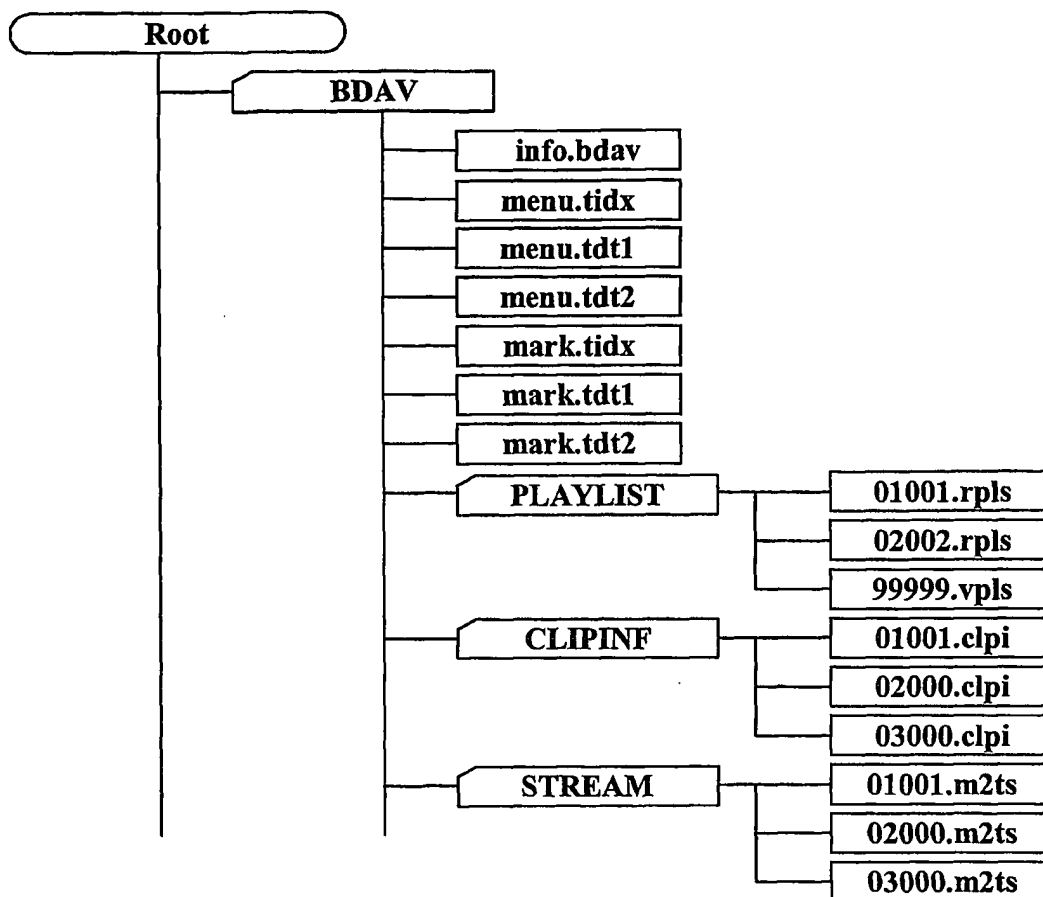 Root
BDAV
info.bdav
menu.tidx
menu.tdt1
menu.tdt2
mark.tidx
mark.tdt1
mark.tdt2
PLAYLIST
01001.rpls
02002.rpls
99999.vpls
CLIPINF
01001.clpi
02000.clpi
03000.clpi
STREAM
01001.m2ts
02000.m2ts
03000.m2ts